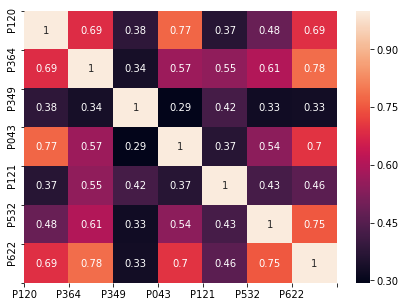 P120 1 0.69 0.38 0.77 0.37 0.48 0.69
P364 0.69 1 0.34 0.57 0.55 0.61 0.78
P349 0.38 0.34 1 0.29 0.42 0.33 0.33
P043 0.77 0.57 0.29 1 0.37 0.54 0.7
P121 0.37 0.55 0.42 0.37 1 0.43 0.46
P532 0.48 0.61 0.33 0.54 0.43 1 0.75
P622 0.69 0.78 0.33 0.7 0.46 0.75 1
P120 P364 P349 P043 P121 P532 P622
0.90
0.75
0.60
0.45
0.30